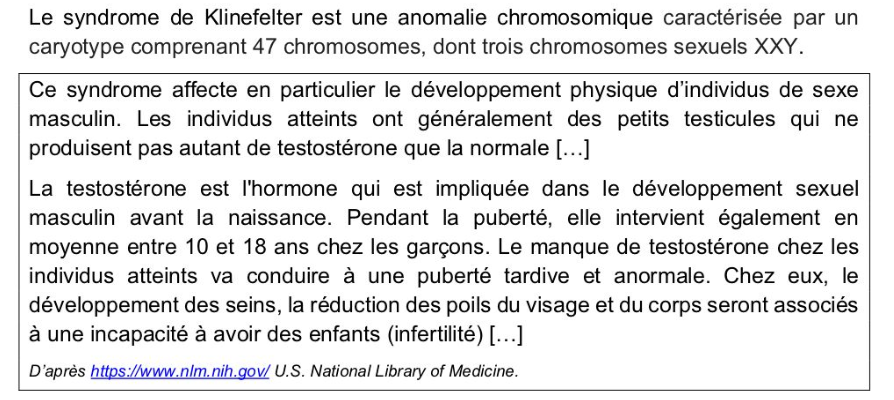 Le syndrome de Klinefelter est une anomalie chromosomique caractérisée par un
caryotype comprenant 47 chromosomes, dont trois chromosomes sexuels XXY.
Ce syndrome affecte en particulier le développement physique d’individus de sexe
masculin. Les individus atteints ont généralement des petits testicules qui ne
produisent pas autant de testostérone que la normale […]
La testostérone est l'hormone qui est impliquée dans le développement sexuel
masculin avant la naissance. Pendant la puberté, elle intervient également en
moyenne entre 10 et 18 ans chez les garçons. Le manque de testostérone chez les
individus atteints va conduire à une puberté tardive et anormale. Chez eux, le
développement des seins, la réduction des poils du visage et du corps seront associés
à une incapacité à avoir des enfants (infertilité) […]
D’après https://www.nlm.nih.gov/ U.S. National Library of Medicine.